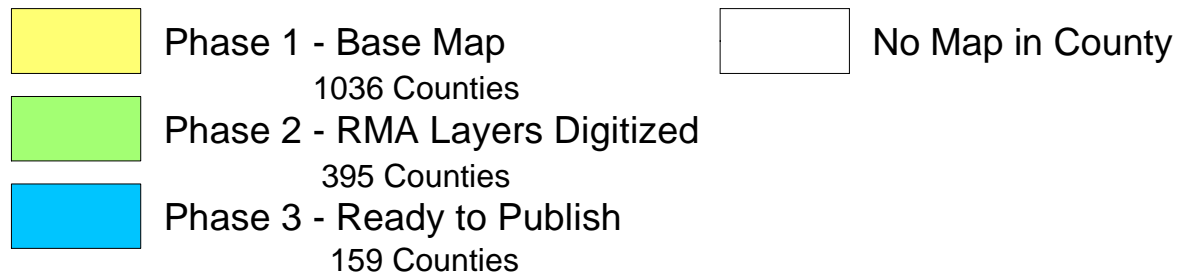 Phase 1 - Base Map
1036 Counties
Phase 2 - RMA Layers Digitized
395 Counties
Phase 3 - Ready to Publish
159 Counties
No Map in County